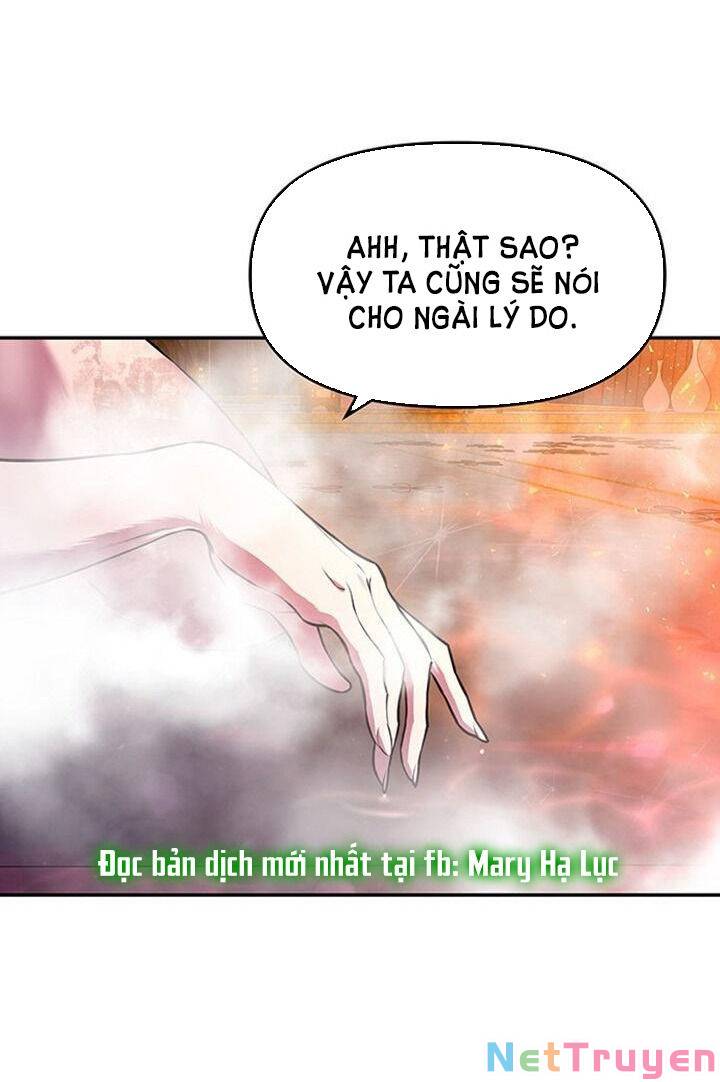 AHH, THẬT SAO?
VẬY TA CŨNG SẼ NÓI
CHO NGÀI LÝ DO.
Đọc bản dịch mới nhất tại fb: Mary Hạ Lục
NetTruyen